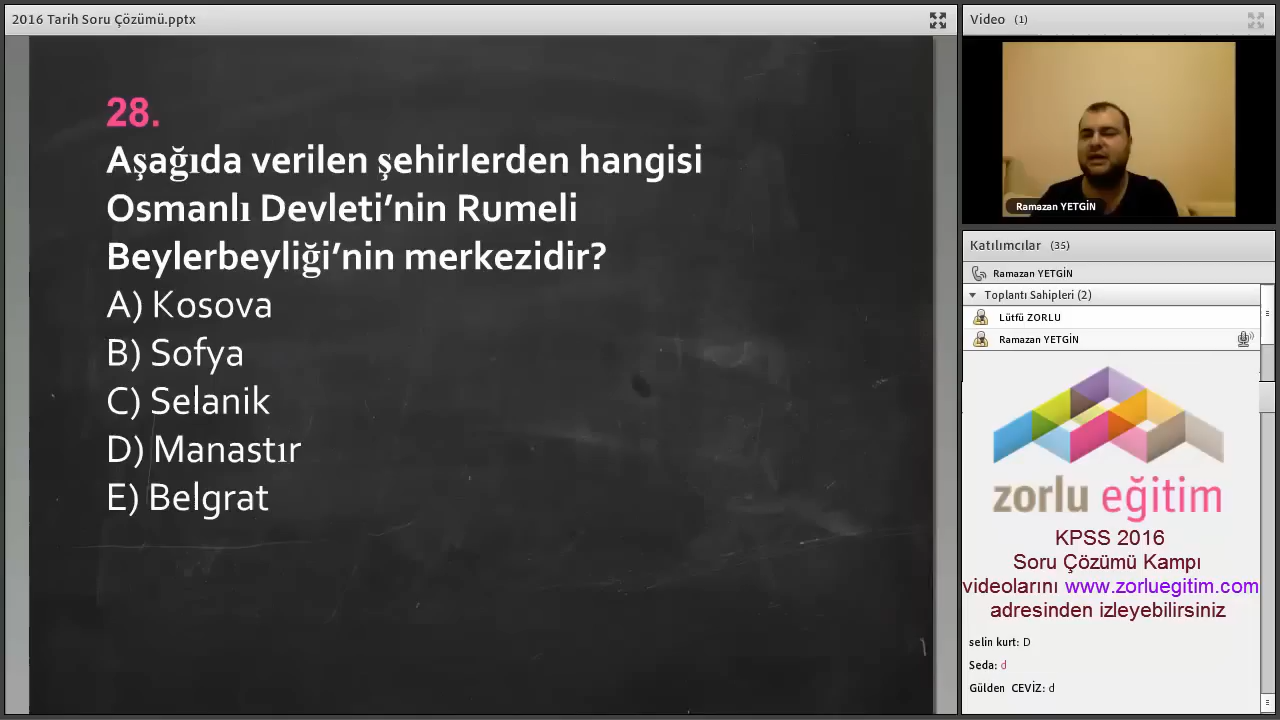 2016 Tarih Soru Çözümü.pptx
28.
Aşağıda verilen şehirlerden hangisi
Osmanlı Devleti’nin Rumeli
Beylerbeyliği’nin merkezidir?
A) Kosova
B) Sofya
C) Selanik
D) Manastır
E) Belgrat
Video (1)
Ramazan YETGİN
Katılımcılar (35)
Ramazan YETGİN
Toplantı Sahipleri (2)
Lütfü ZORLU
Ramazan YETGİN
zorlu eğitim
KPSS 2016
Soru Çözümü Kampı
videolarını www.zorluegitim.com
adresinden izleyebilirsiniz
selin kurt: D
Seda: d
Gülden CEVİZ: d